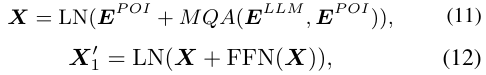 X = LN(E^{POI} + MQA(E^{LLM}, E^{POI})), (11)
X'_1 = LN(X + FFN(X)), (12)